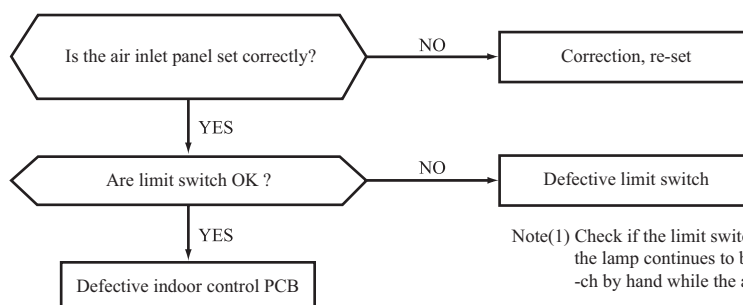 Is the air inlet panel set correctly?
NO
Correction, re-set
YES
Are limit switch OK ?
NO
Defective limit switch
YES
Defective indoor control PCB
Note(1) Check if the limit
the lamp continues to
-ch by hand while the